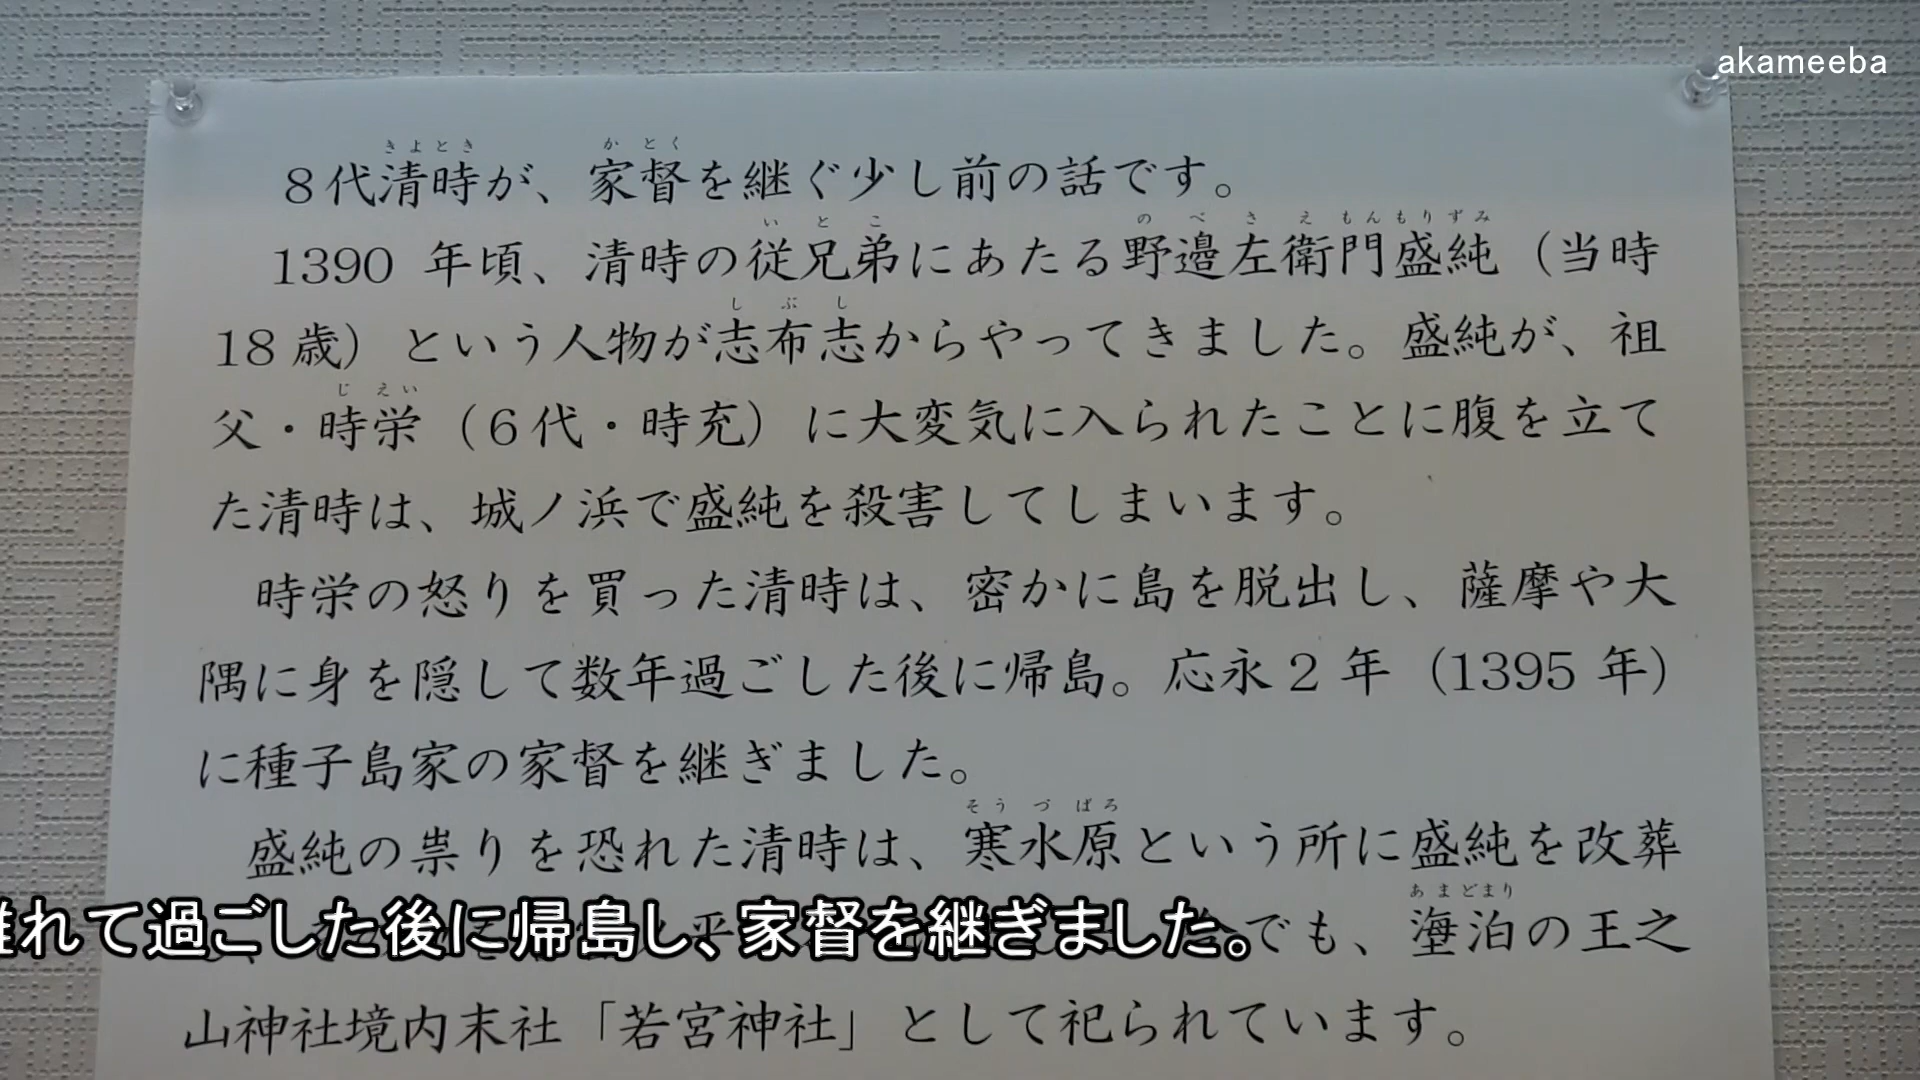 akameeba
きよとき かとく
8代清時が、家督を継ぐ少し前の話です。
いとこ のべさえもんもりずみ
1390 年頃、清時の従兄弟にあたる野邉左衛門盛純（当時
しぶし
18 歳）という人物が志布志からやってきました。盛純が、祖
じえい
父・時栄（６代・時充）に大変気に入られたことに腹を立て
た清時は、城ノ浜で盛純を殺害してしまいます。
時栄の怒りを買った清時は、密かに島を脱出し、薩摩や大
隅に身を隠して数年過ごした後に帰島。応永 2 年（1395 年）
に種子島家の家督を継ぎました。
そうづばろ
盛純の祟りを恐れた清時は、寒水原という所に盛純を改葬
あまどまり
でも、泊の王之
れて過ごした後に帰島し、家督を継ぎました。
山神社境内末社「若宮神社」として祀られています。